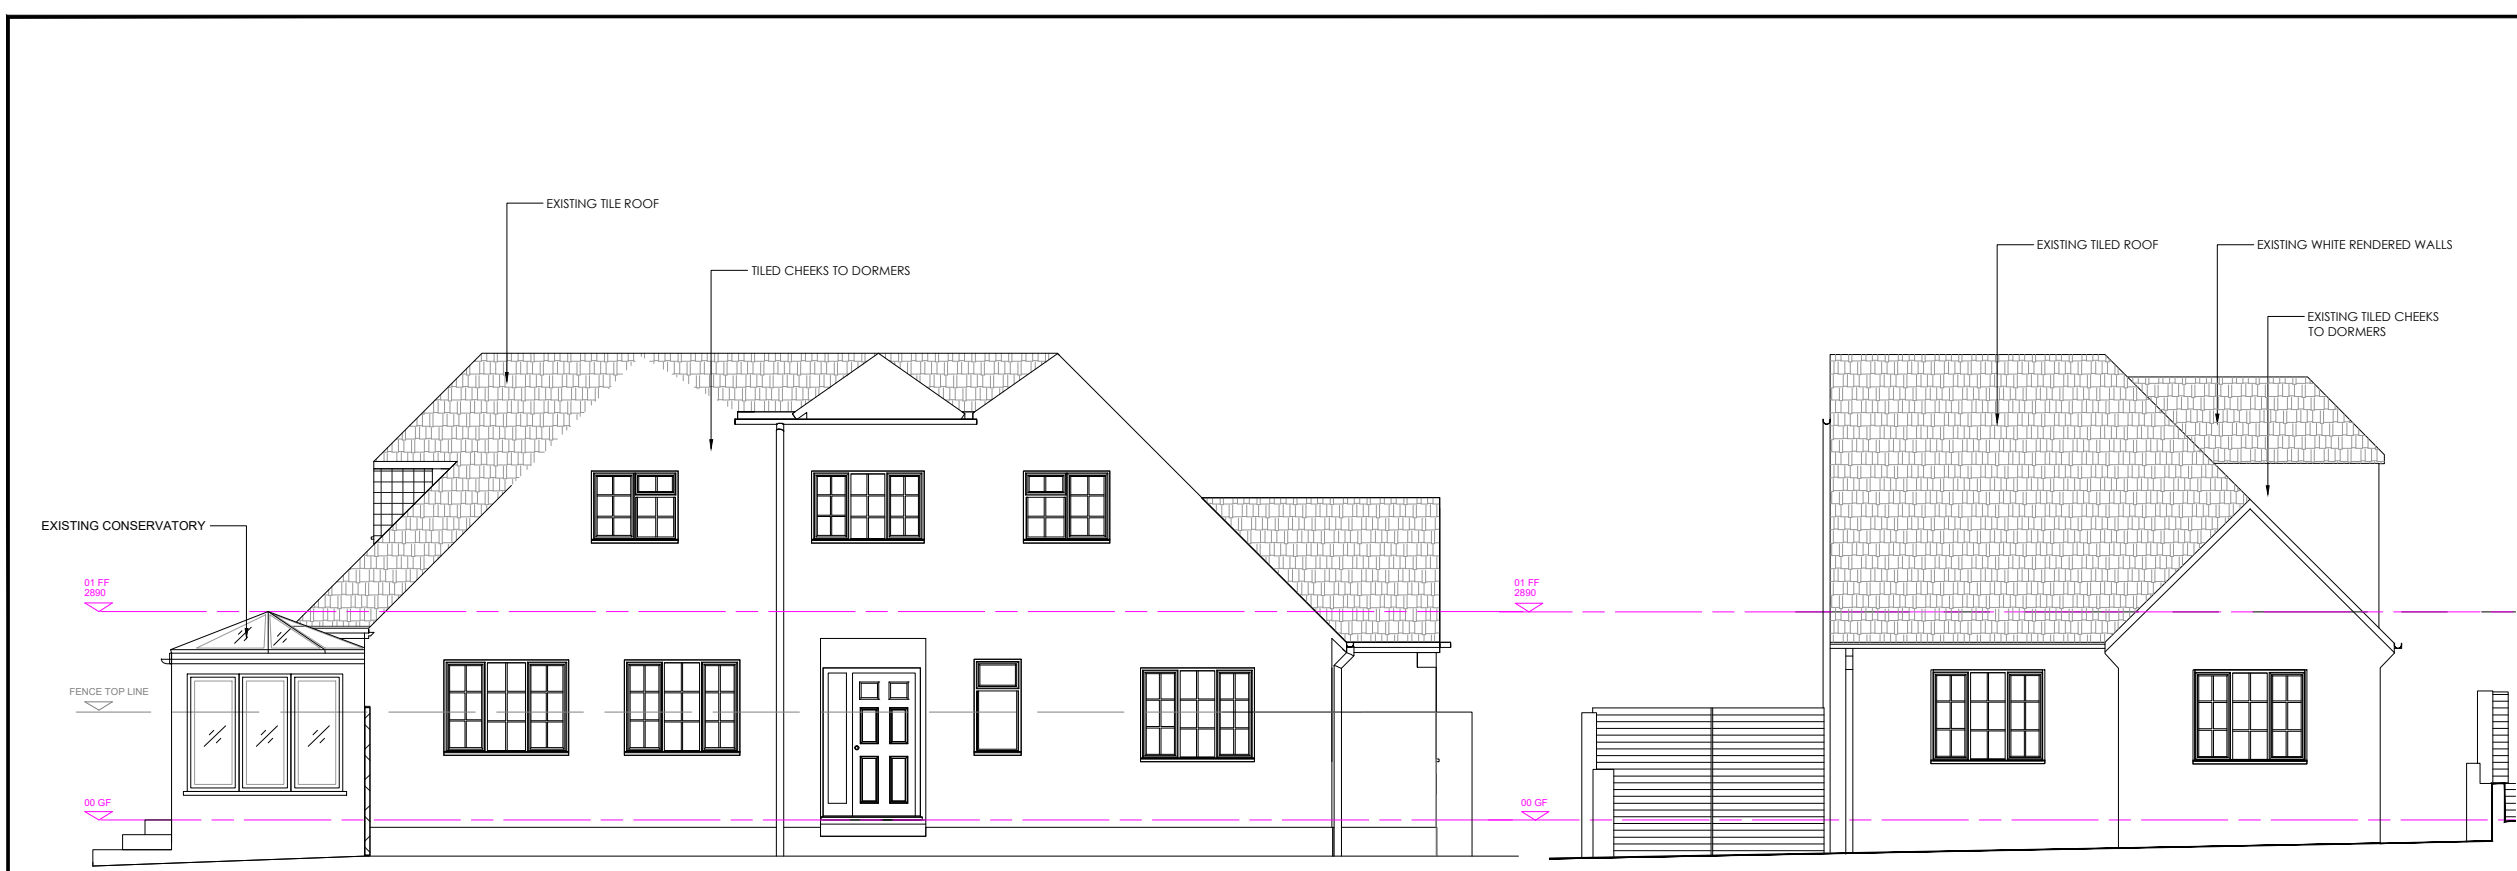 EXISTING TILE ROOF
TILED CHEEKS TO DORMERS
EXISTING CONSERVATORY
01 FF
2890
FENCE TOP LINE
00 GF
01 FF
2890
00 GF
EXISTING TILED ROOF
EXISTING WHITE RENDERED WALLS
EXISTING TILED CHEEKS
TO DORMERS